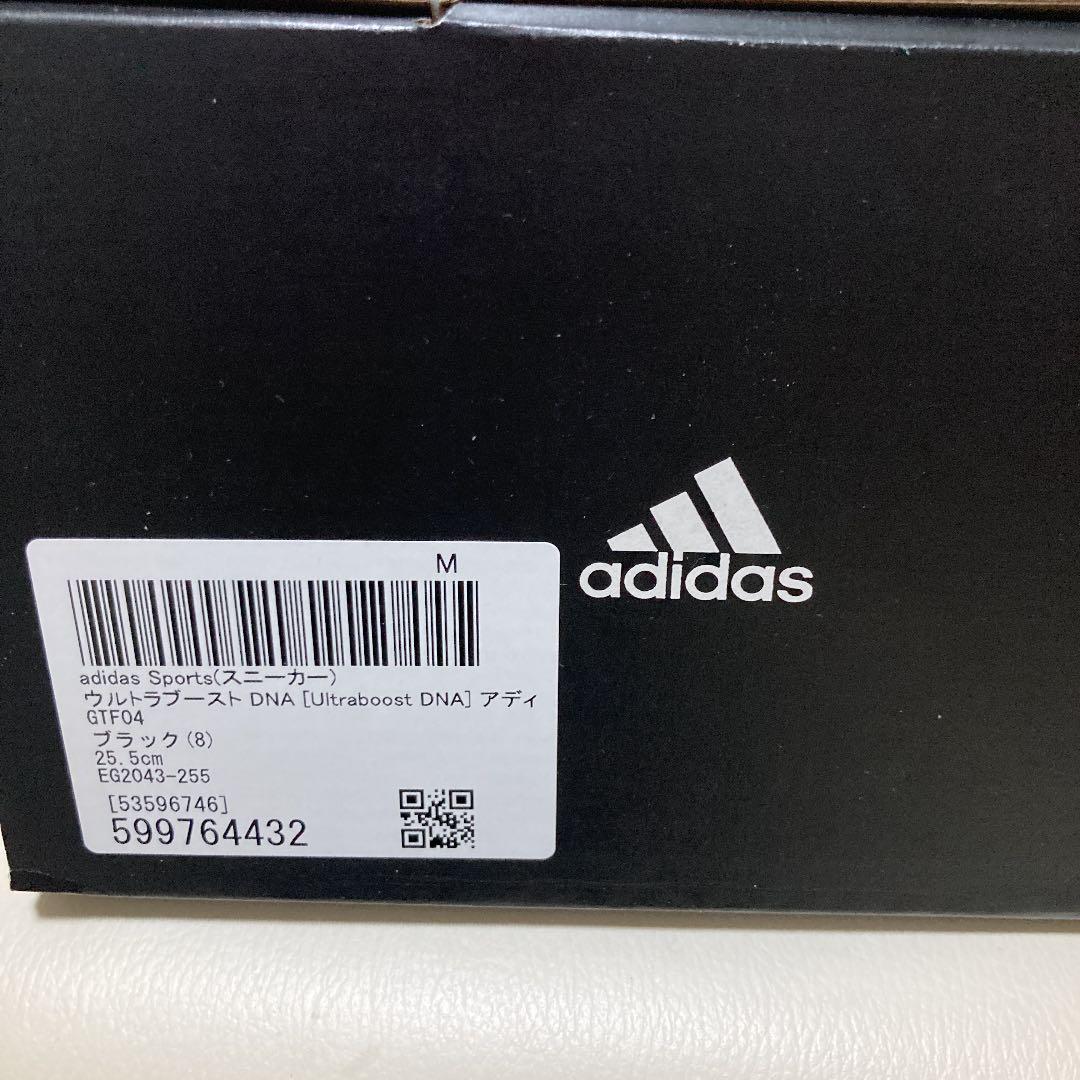 M
adidas Sports(スニーカー)
ウルトラブースト DNA [Ultraboost DNA] アディ
GTF04
ブラック(8)
25.5cm
EG2043-255
[53596746]
599764432
adidas